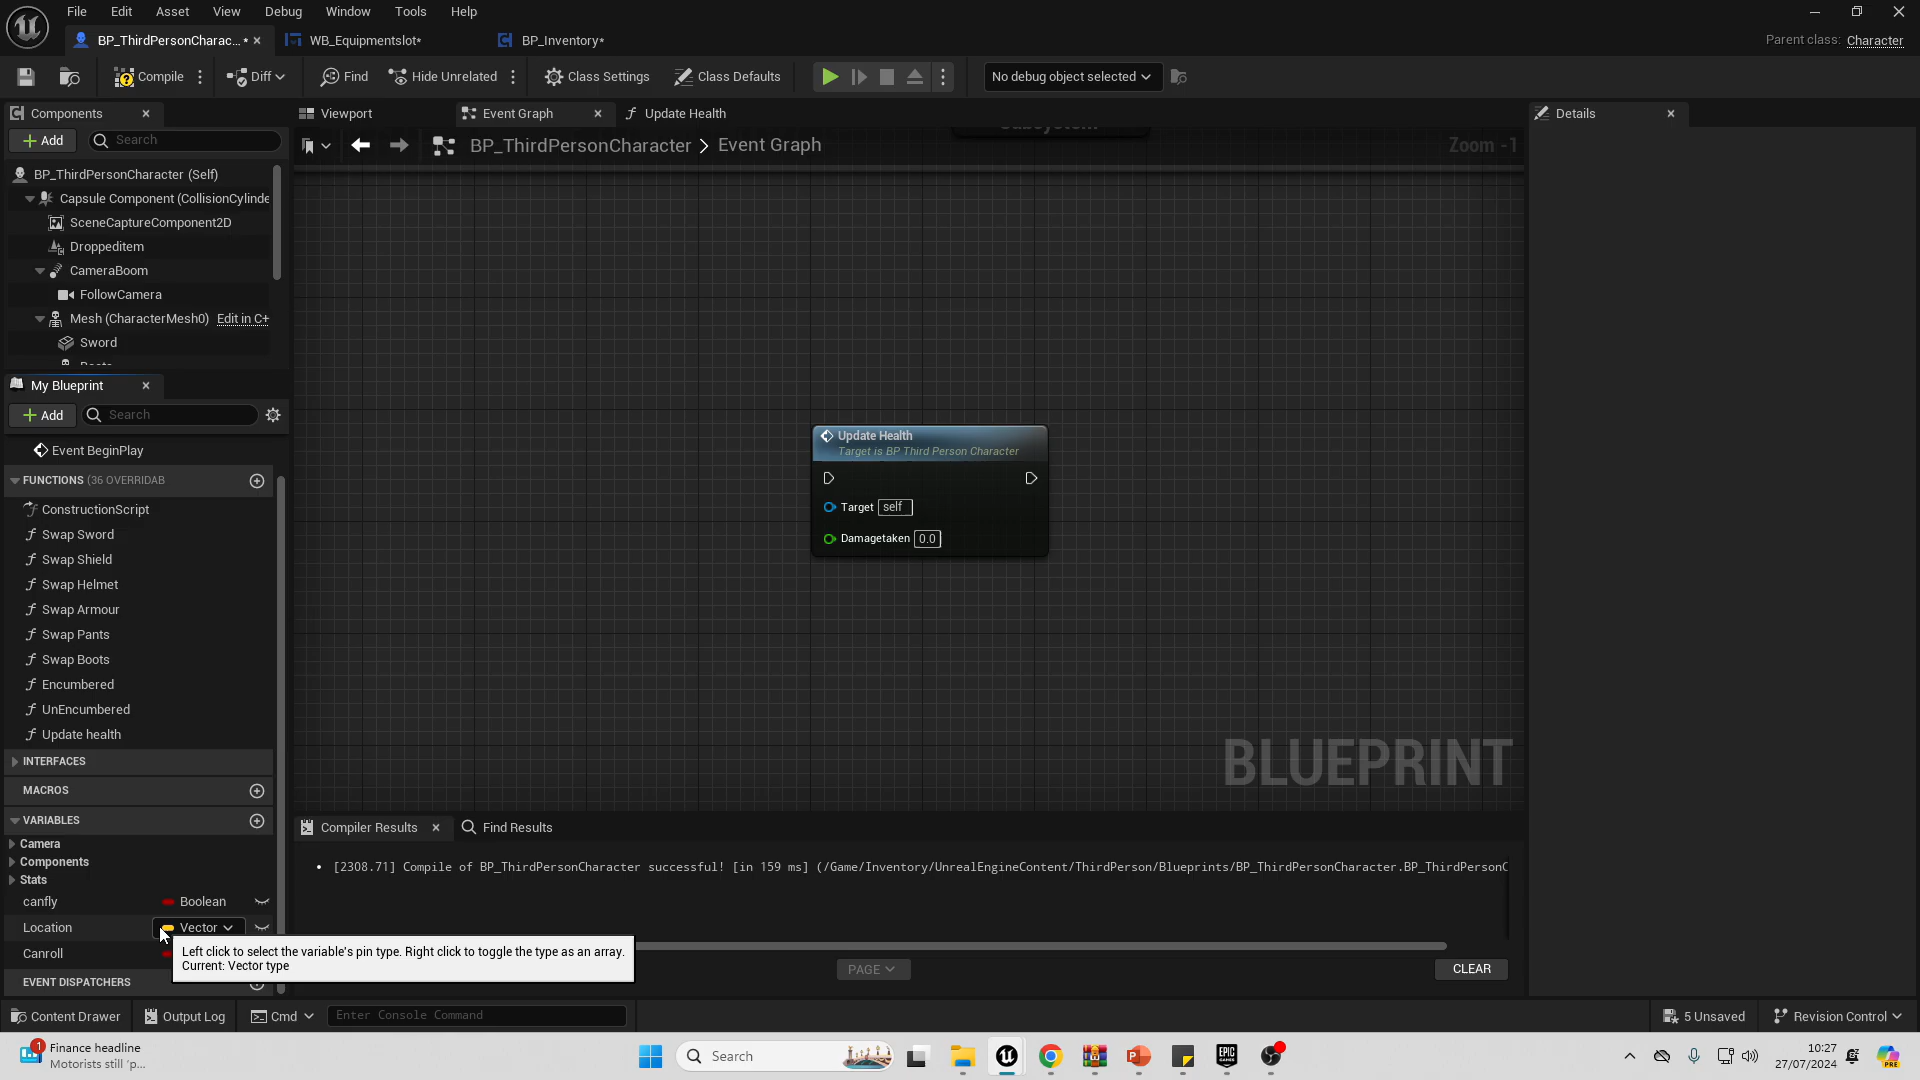 File Edit Asset View Debug Window Tools Help
BP_ThirdPersonCharac...* WB_Equipmentslot* BP_Inventory* Parent class: Character
Compile Diff Find Hide Unrelated Class Settings Class Defaults No debug object selected
Components Viewport Event Graph Update Health Details
Add Search BP_ThirdPersonCharacter > Event Graph Zoom -1
BP_ThirdPersonCharacter (Self)
Capsule Component (CollisionCylinde
SceneCaptureComponent2D
Droppeditem
CameraBoom
FollowCamera
Mesh (CharacterMesh0) Edit in C+
Sword
My Blueprint
Add Search
Event BeginPlay
FUNCTIONS (36 OVERRIDAB
ConstructionScript
Swap Sword
Swap Shield
Swap Helmet
Swap Armour
Swap Pants
Swap Boots
Encumbered
UnEncumbered
Update health
INTERFACES
MACROS
VARIABLES
Camera
Components
Stats
canfly Boolean
Location Vector
Canroll
EVENT DISPATCHERS
Update Health
Target is BP Third Person Character
Target self
Damagetaken 0.0
BLUEPRINT
Compiler Results Find Results
• [2308.71] Compile of BP_ThirdPersonCharacter successful! [in 159 ms] (/Game/Inventory/UnrealEngineContent/ThirdPerson/Blueprints/BP_ThirdPersonCharacter.BP_ThirdPersonC
Left click to select the variable's pin type. Right click to toggle the type as an array.
Current: Vector type
PAGE CLEAR
Content Drawer Output Log Cmd Enter Console Command 5 Unsaved Revision Control
1 Finance headline
Motorists still 'p...
Search
EPIC GAMES
10:27
27/07/2024
PRE